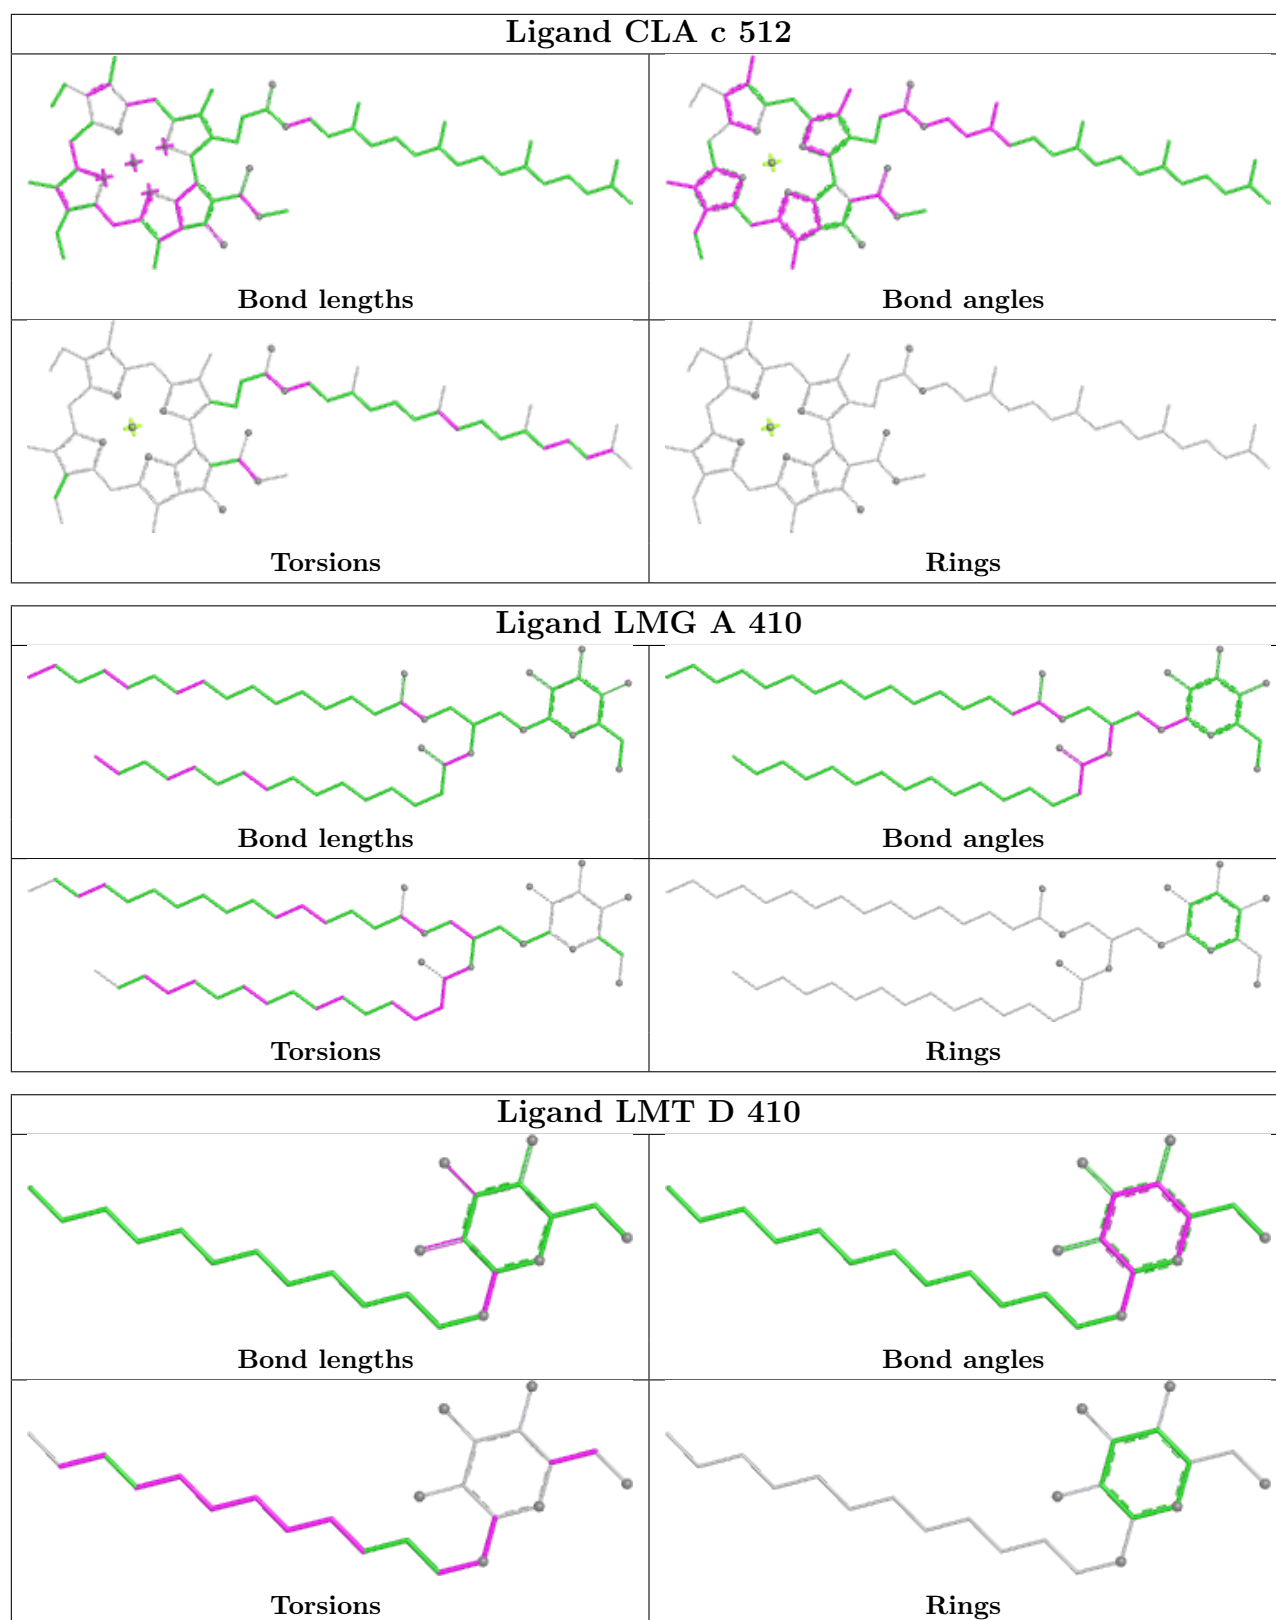 Ligand CLA c 512
Bond lengths
Bond angles
Torsions
Rings
Ligand LMG A 410
Bond lengths
Bond angles
Torsions
Rings
Ligand LMT D 410
Bond lengths
Bond angles
Torsions
Rings